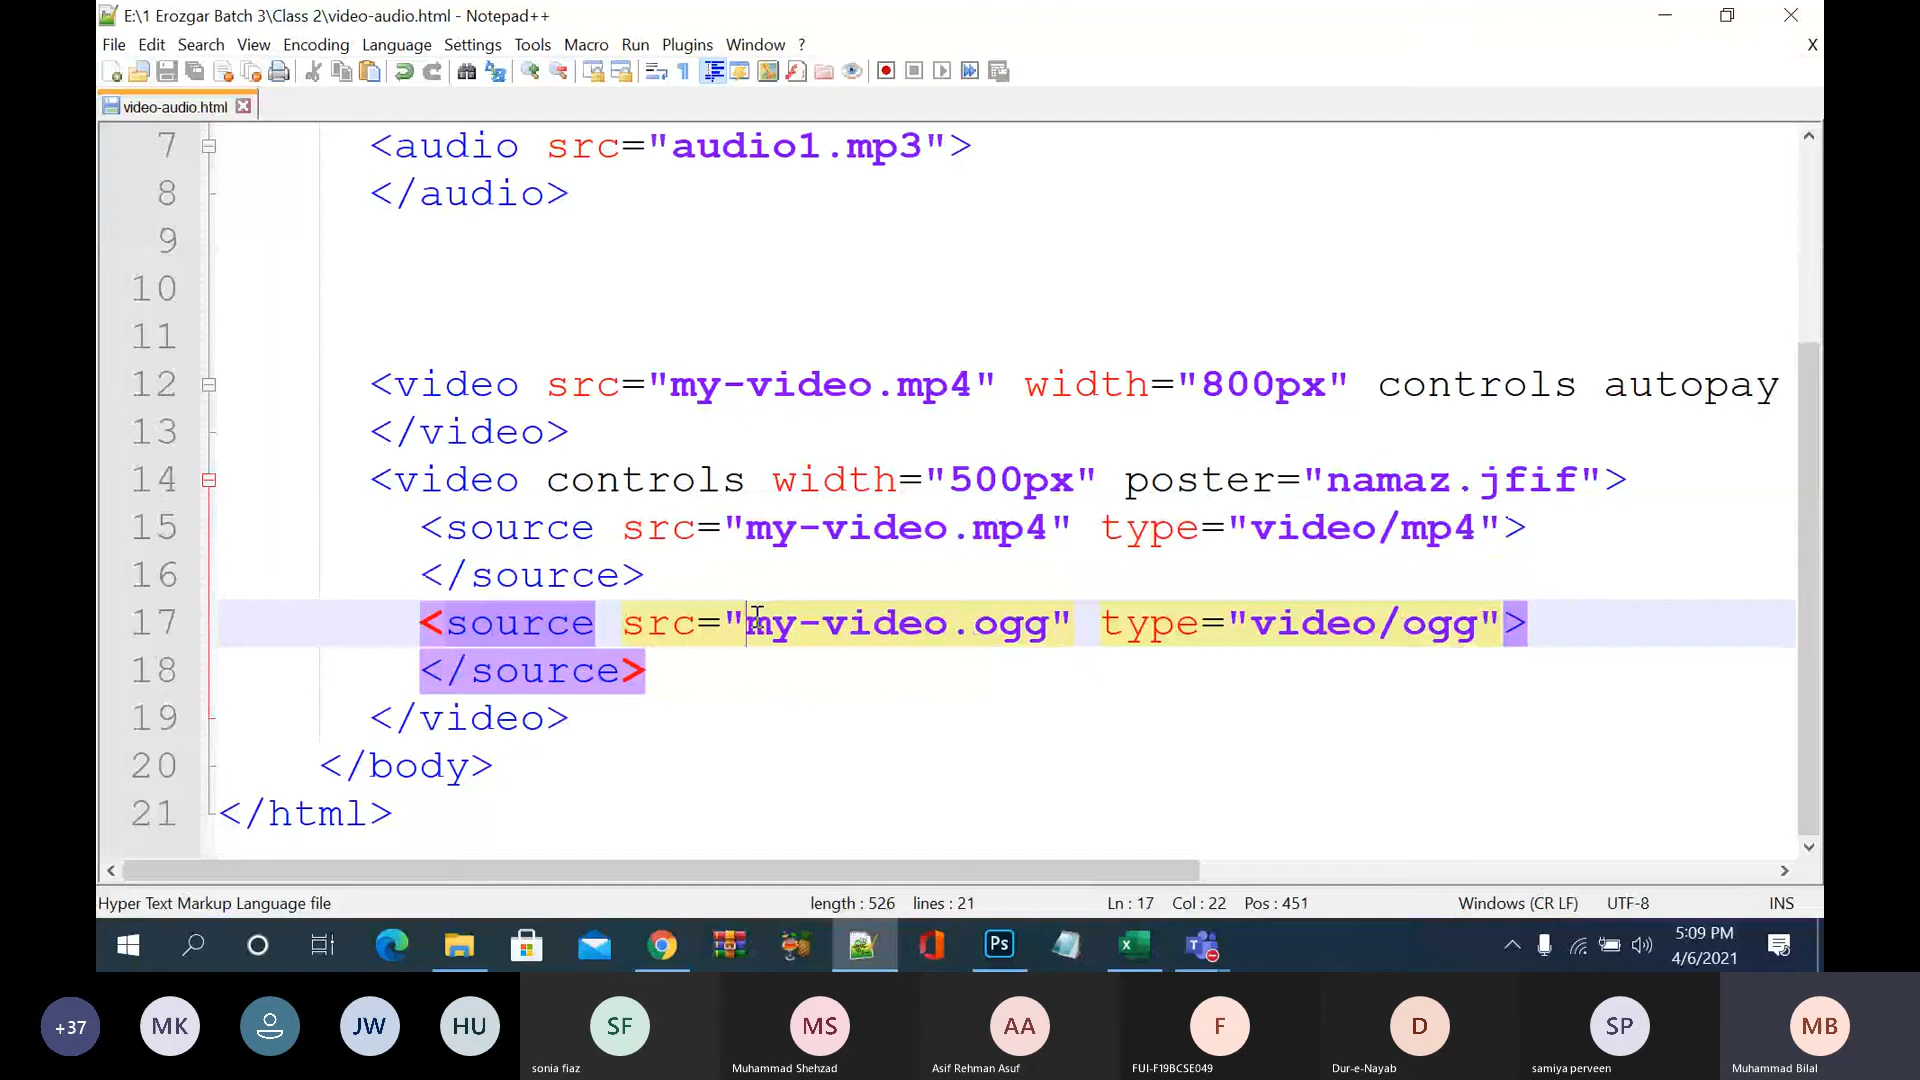 E:\1 Erozgar Batch 3\Class 2\video-audio.html - Notepad++
File Edit Search View Encoding Language Settings Tools Macro Run Plugins Window ? X
video-audio.html
7 <audio src="audio1.mp3">
8 </audio>
9
10
11
12 <video src="my-video.mp4" width="800px" controls autopay
13 </video>
14 <video controls width="500px" poster="namaz.jfif">
15 <source src="my-video.mp4" type="video/mp4">
16 </source>
17 <source src="my-video.ogg" type="video/ogg">
18 </source>
19 </video>
20 </body>
21 </html>
Hyper Text Markup Language file length : 526 lines : 21 Ln : 17 Col : 22 Pos : 451 Windows (CR LF) UTF-8 INS
Ps
5:09 PM
4/6/2021
+37 MK JW HU SF MS AA F D SP MB
sonia fiaz Muhammad Shehzad Asif Rehman Asuf FUI-F19BCSE049 Dur-e-Nayab samiya perveen Muhammad Bilal